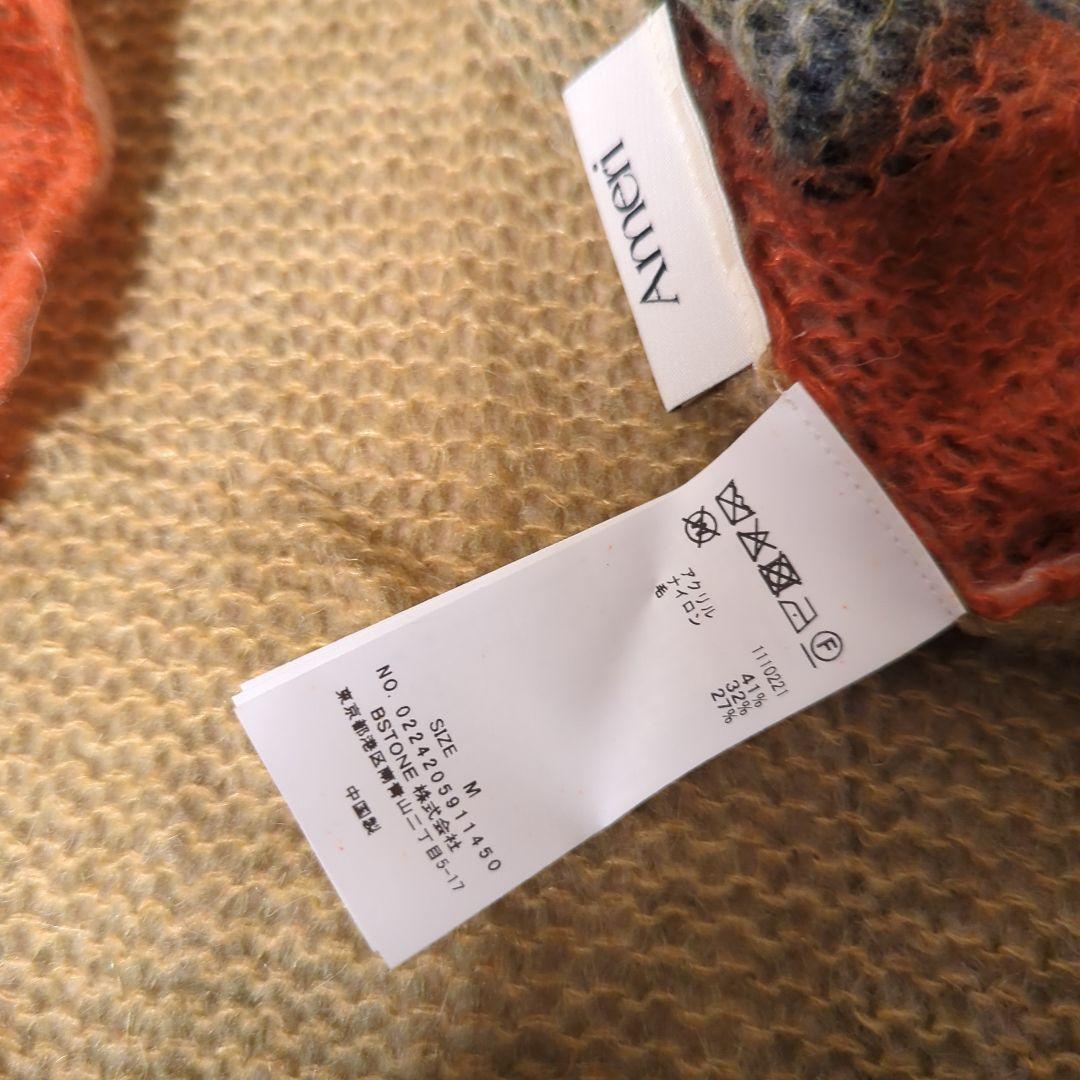 Ameri
F
W
1110221
アクリル 41%
ナイロン 32%
毛 27%
SIZE M
NO. 0224205911450
BSTONE 株式会社
東京都港区南青山二丁目5-17
中国製